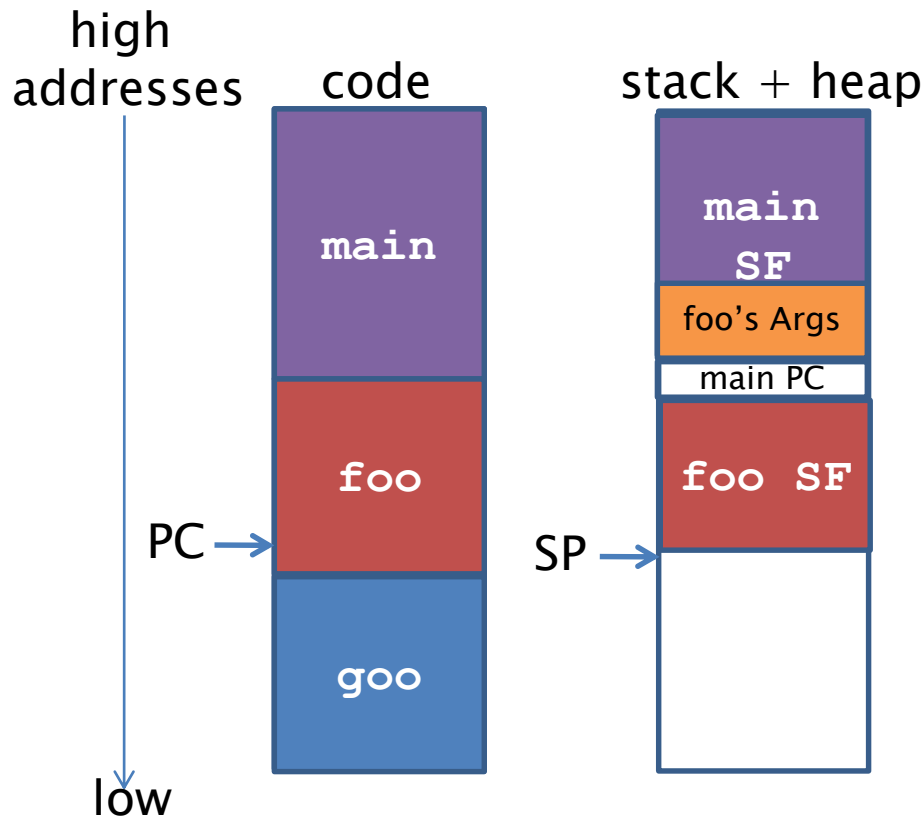 high
addresses
code
stack + heap
main
main
SF
foo’s Args
main PC
foo
foo SF
PC
SP
goo
low